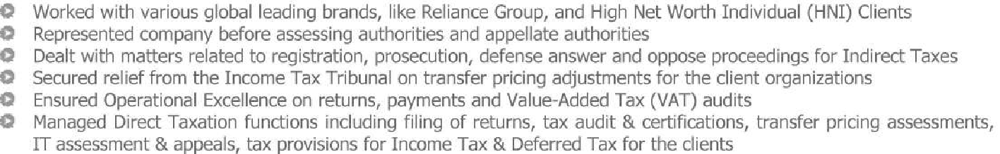 Worked with various global leading brands, like Reliance Group, and High Net Worth Individual (HNI) Clients
Represented company before assessing authorities and appellate authorities
Dealt with matters related to registration, prosecution, defense answer and oppose proceedings for Indirect Taxes
Secured relief from the Income Tax Tribunal on transfer pricing adjustments for the client organizations
Ensured Operational Excellence on returns, payments and Value-Added Tax (VAT) audits
Managed Direct Taxation functions including filing of returns, tax audit & certifications, transfer pricing assessments,
IT assessment & appeals, tax provisions for Income Tax & Deferred Tax for the clients